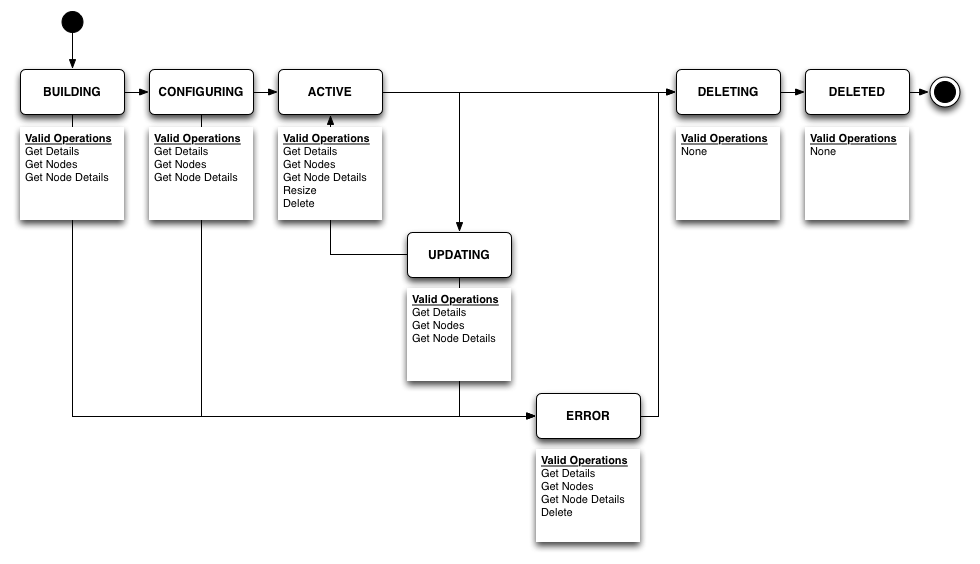 BUILDING
CONFIGURING
ACTIVE
DELETING
DELETED
Valid Operations
Get Details
Get Nodes
Get Node Details
Valid Operations
Get Details
Get Nodes
Get Node Details
Valid Operations
Get Details
Get Nodes
Get Node Details
Resize
Delete
Valid Operations
None
Valid Operations
None
UPDATING
Valid Operations
Get Details
Get Nodes
Get Node Details
ERROR
Valid Operations
Get Details
Get Nodes
Get Node Details
Delete